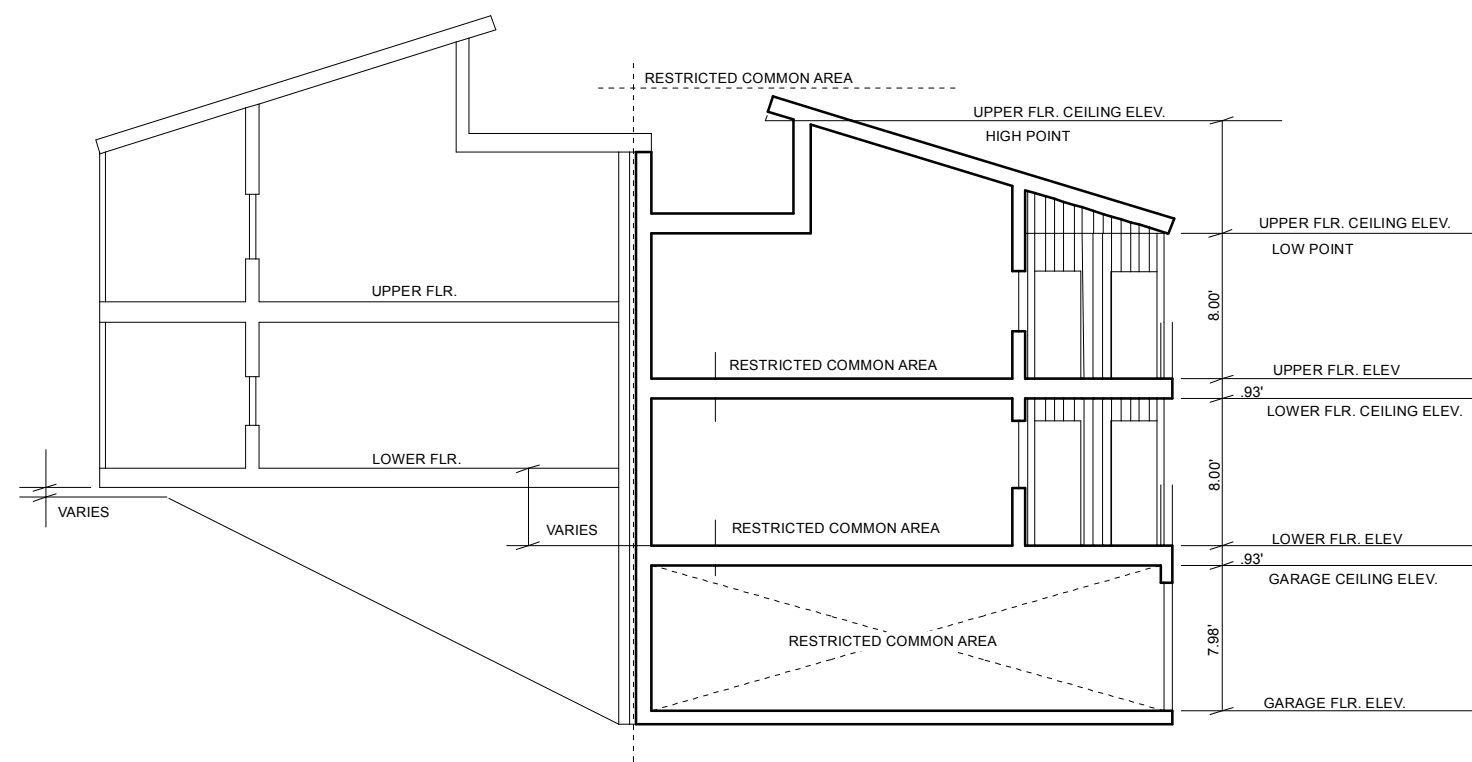 RESTRICTED COMMON AREA
UPPER FLR. CEILING ELEV.
HIGH POINT
UPPER FLR. CEILING ELEV.
LOW POINT
UPPER FLR.
8.00'
RESTRICTED COMMON AREA
UPPER FLR. ELEV
.93'
LOWER FLR. CEILING ELEV.
LOWER FLR.
8.00'
VARIES
VARIES
RESTRICTED COMMON AREA
LOWER FLR. ELEV
.93'
GARAGE CEILING ELEV.
RESTRICTED COMMON AREA
7.98'
GARAGE FLR. ELEV.